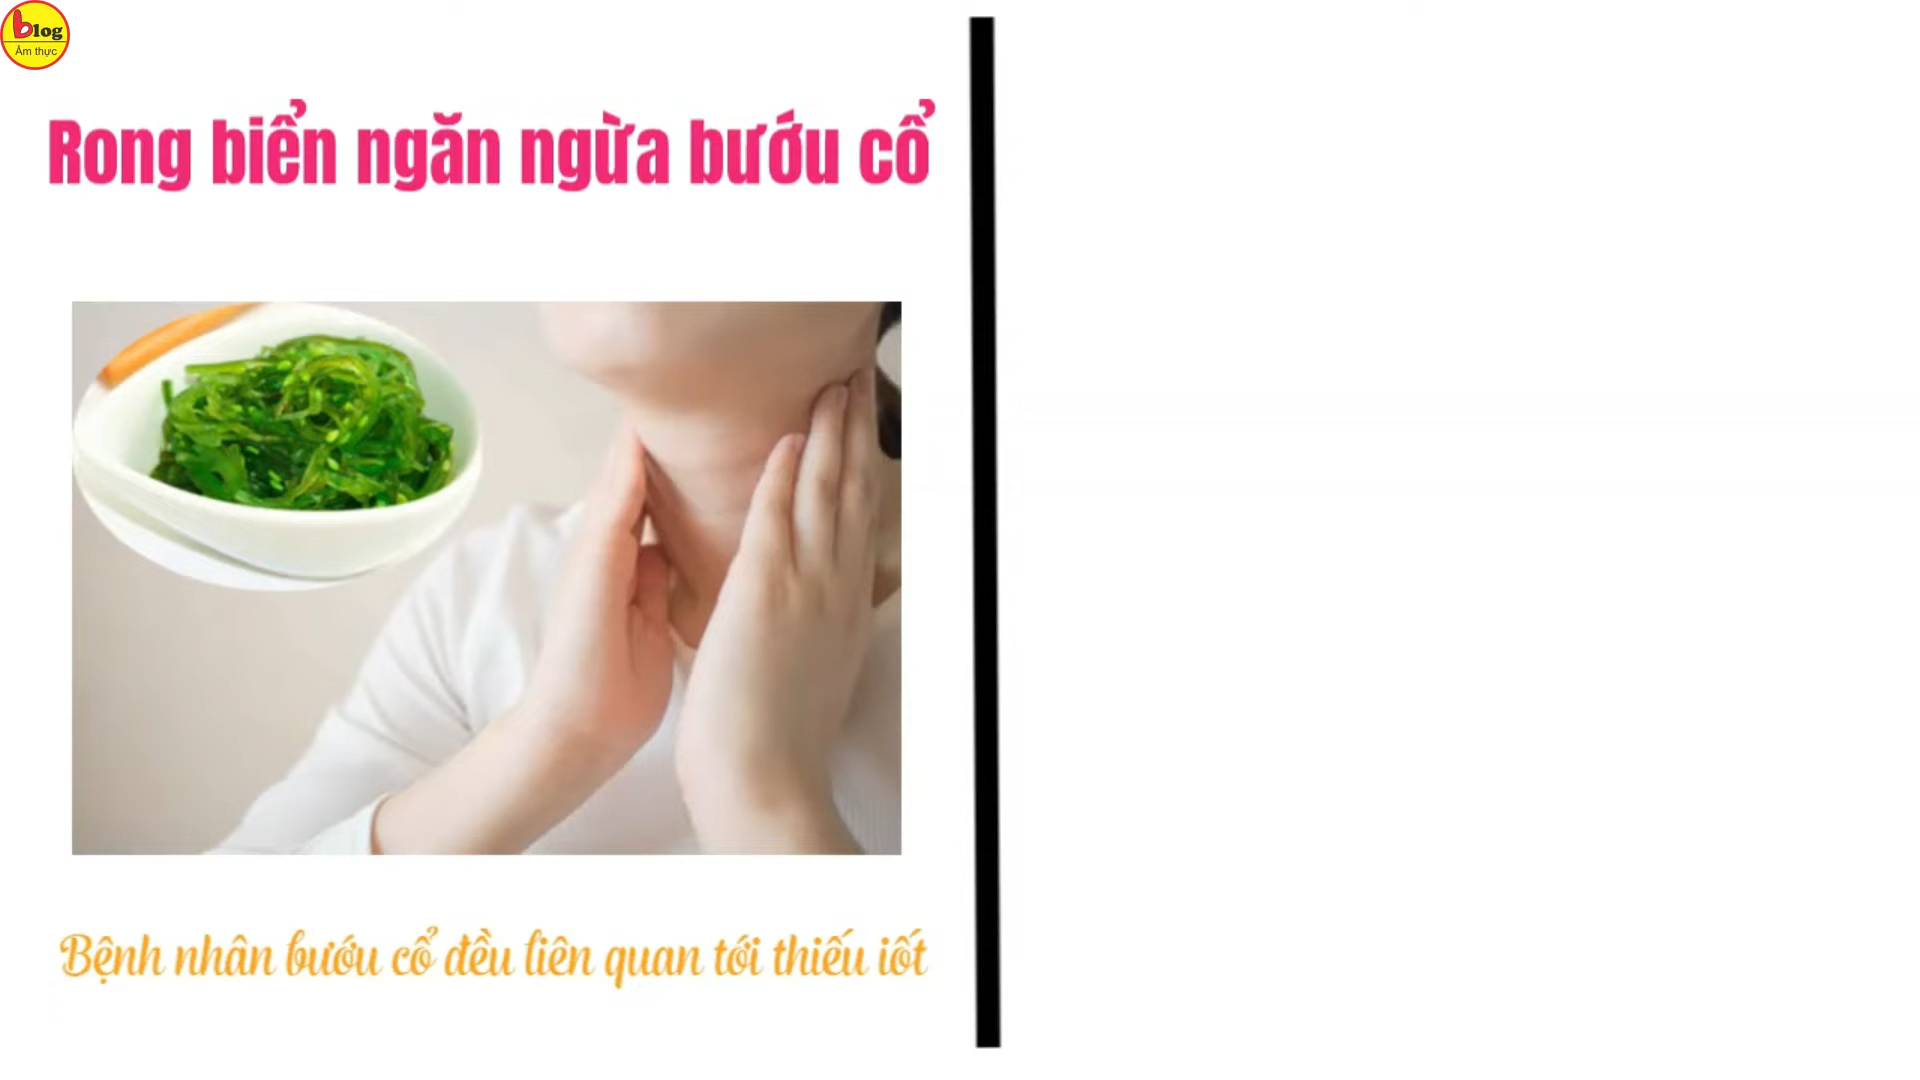 blog
Ẩm thực
Rong biển ngăn ngừa bướu cổ
Bệnh nhân bướu cổ đều liên quan tới thiếu iốt